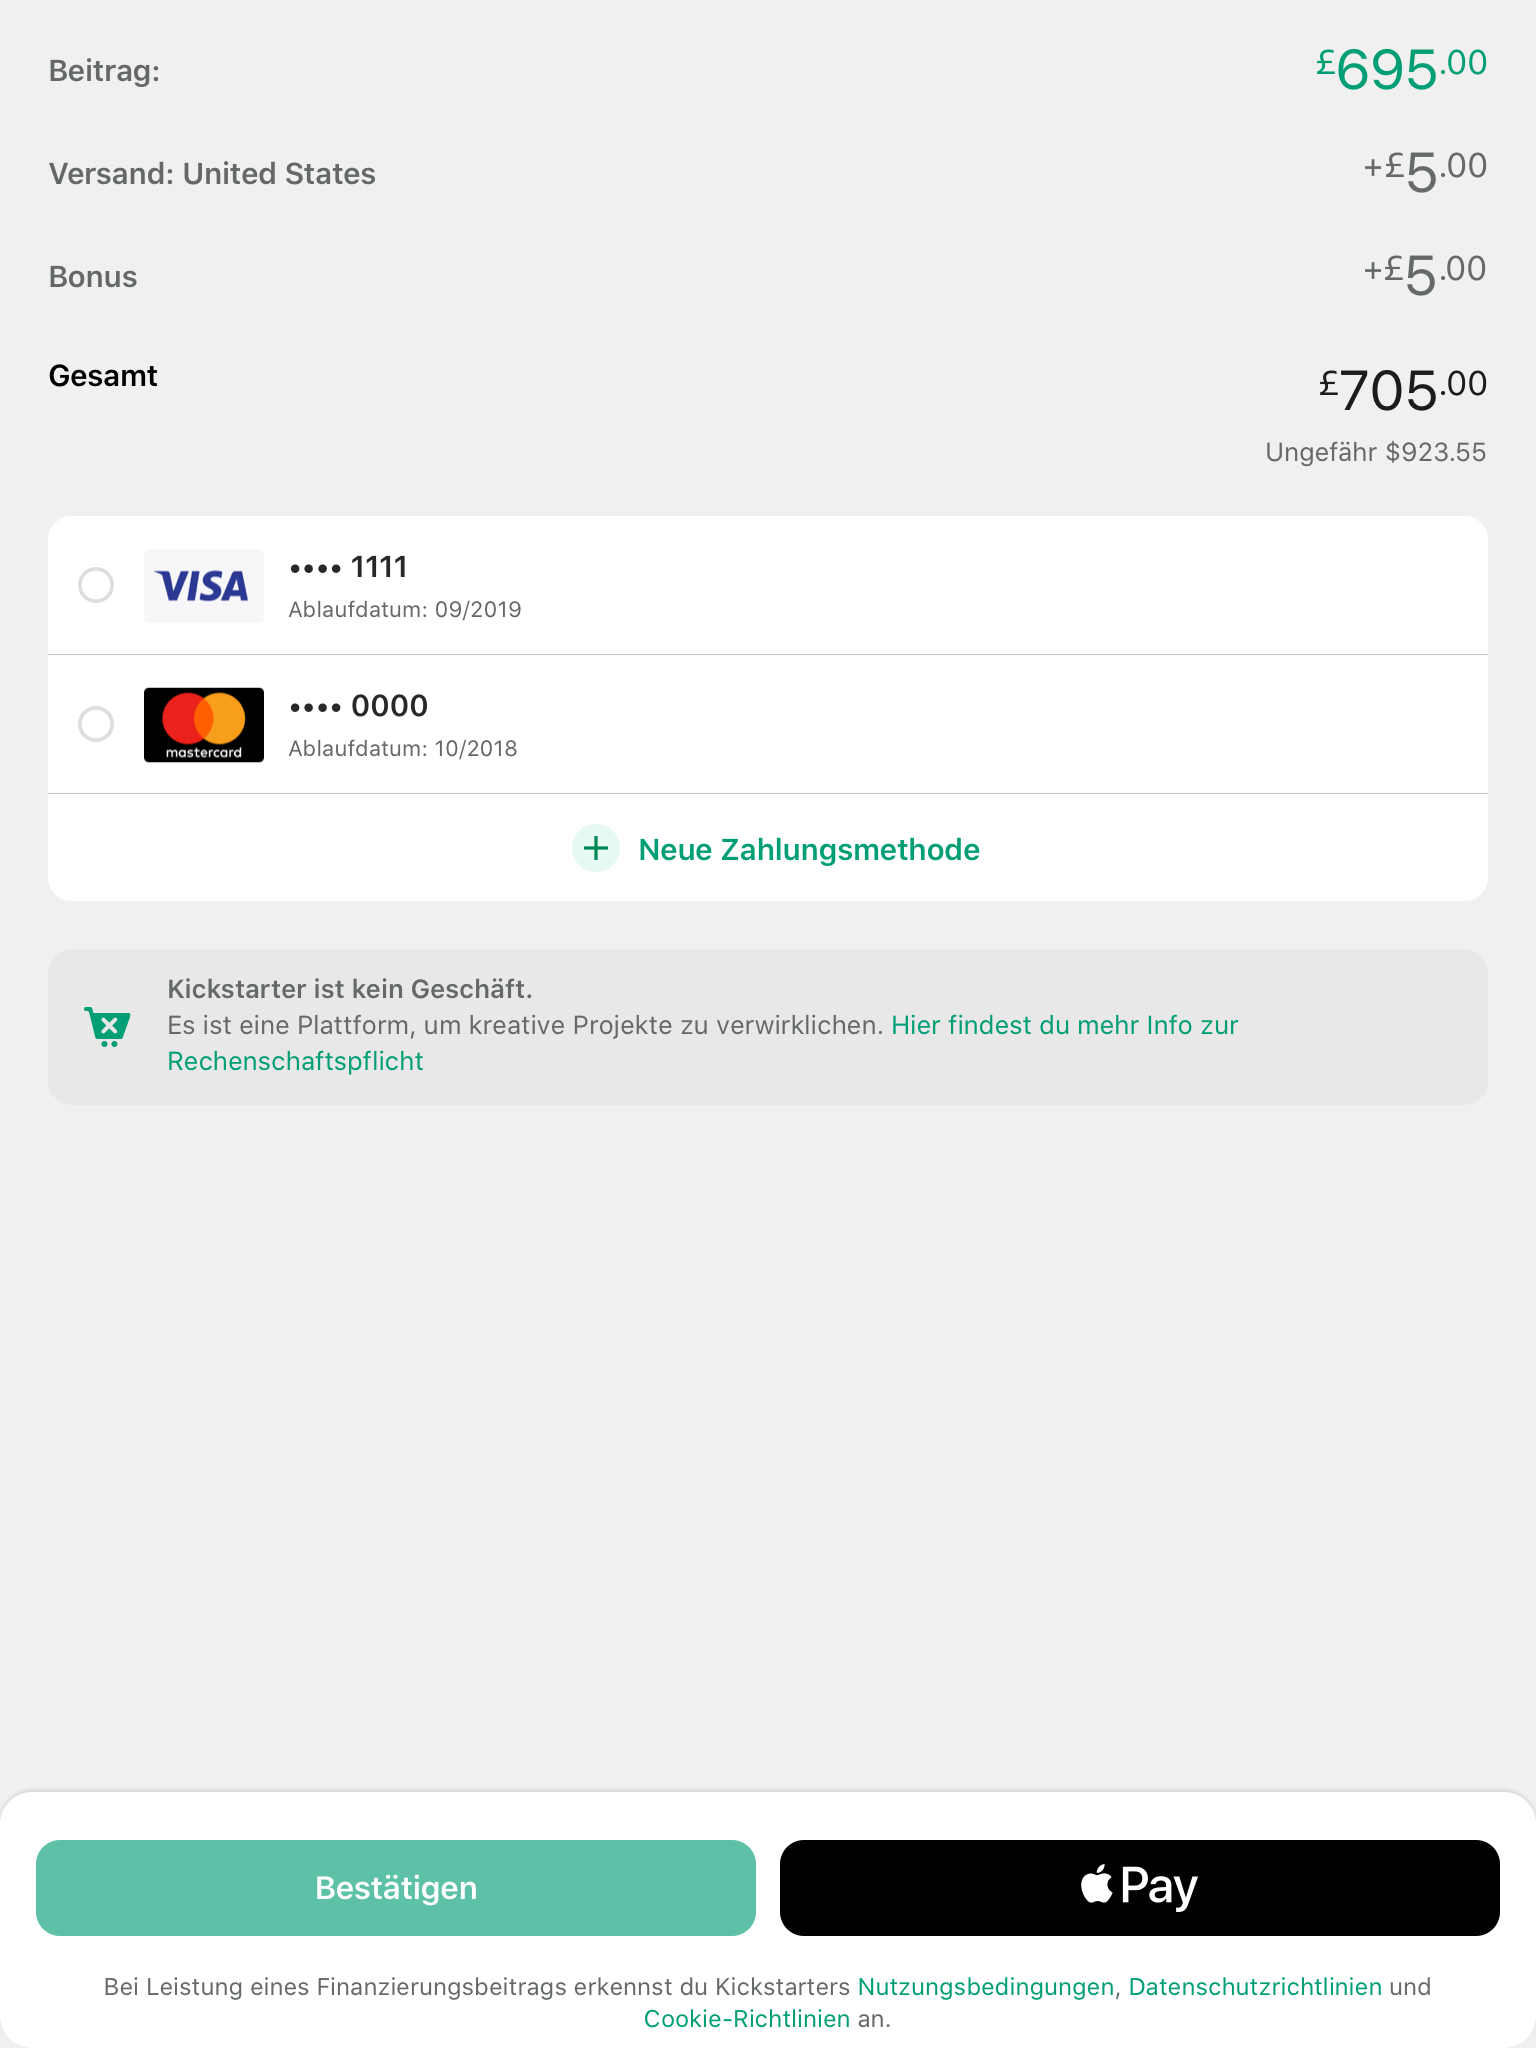 Beitrag: £695.00
Versand: United States +£5.00
Bonus +£5.00
Gesamt £705.00
Ungefähr $923.55
VISA •••• 1111
Ablaufdatum: 09/2019
mastercard •••• 0000
Ablaufdatum: 10/2018
+ Neue Zahlungsmethode
Kickstarter ist kein Geschäft.
Es ist eine Plattform, um kreative Projekte zu verwirklichen. Hier findest du mehr Info zur
Rechenschaftspflicht
Bestätigen
Pay
Bei Leistung eines Finanzierungsbeitrags erkennst du Kickstarters Nutzungsbedingungen, Datenschutzrichtlinien und
Cookie-Richtlinien an.